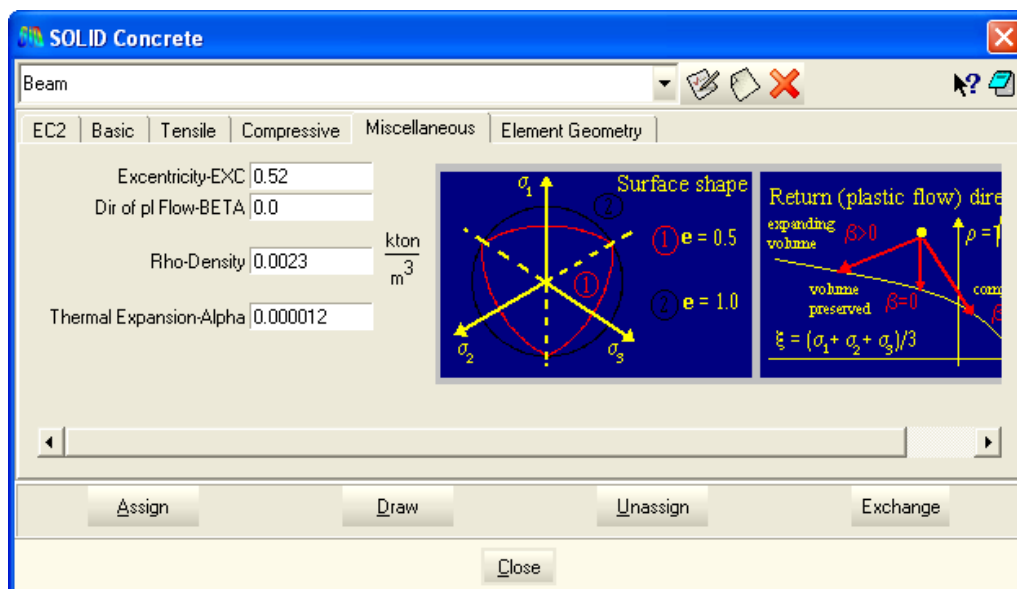 SOLID Concrete
Beam
EC2 Basic Tensile Compressive Miscellaneous Element Geometry
Excentricity-EXC 0.52
Dir of pl Flow-BETA 0.0
Rho-Density 0.0023 kton/m³
Thermal Expansion-Alpha 0.000012
σ1 Surface shape
2
1 e = 0.5
1
2 e = 1.0
σ2 σ3
Return (plastic flow) dire
expanding volume β>0 ρ =
volume preserved β=0 com
ξ = (σ1 + σ2 + σ3)/3
Assign Draw Unassign Exchange
Close